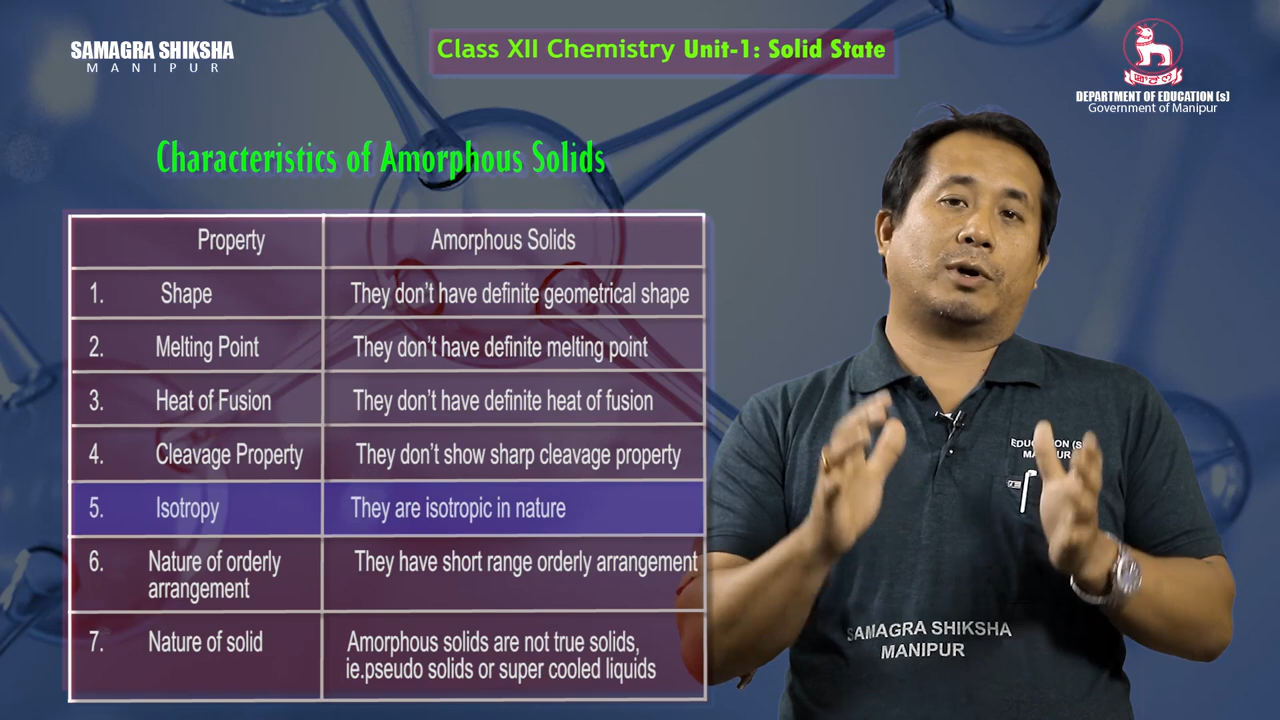 SAMAGRA SHIKSHA
MANIPUR
Class XII Chemistry Unit-1: Solid State
DEPARTMENT OF EDUCATION (s)
Government of Manipur
Characteristics of Amorphous Solids
Property Amorphous Solids
1. Shape They don't have definite geometrical shape
2. Melting Point They don't have definite melting point
3. Heat of Fusion They don't have definite heat of fusion
4. Cleavage Property They don't show sharp cleavage property
5. Isotropy They are isotropic in nature
6. Nature of orderly They have short range orderly arrangement
arrangement
7. Nature of solid Amorphous solids are not true solids,
ie.pseudo solids or super cooled liquids
MANIPUR
SAMAGRA SHIKSHA
MANIPUR